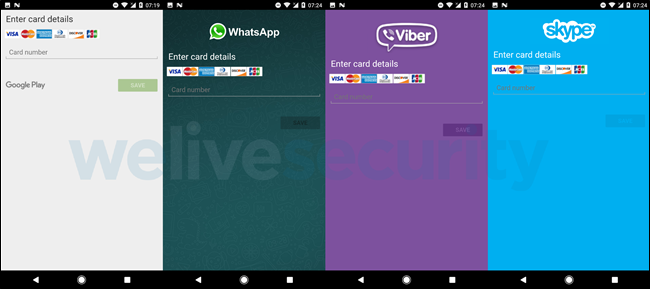 07:19
Enter card details
VISA
DISCOVER
JCB
Card number
Google Play
SAVE
07:24
WhatsApp
Enter card details
VISA
DISCOVER
JCB
Card number
SAVE
07:24
Viber
Enter card details
VISA
DISCOVER
JCB
Card number
SAVE
07:24
skype
Enter card details
VISA
DISCOVER
JCB
Card number
welivesecurity